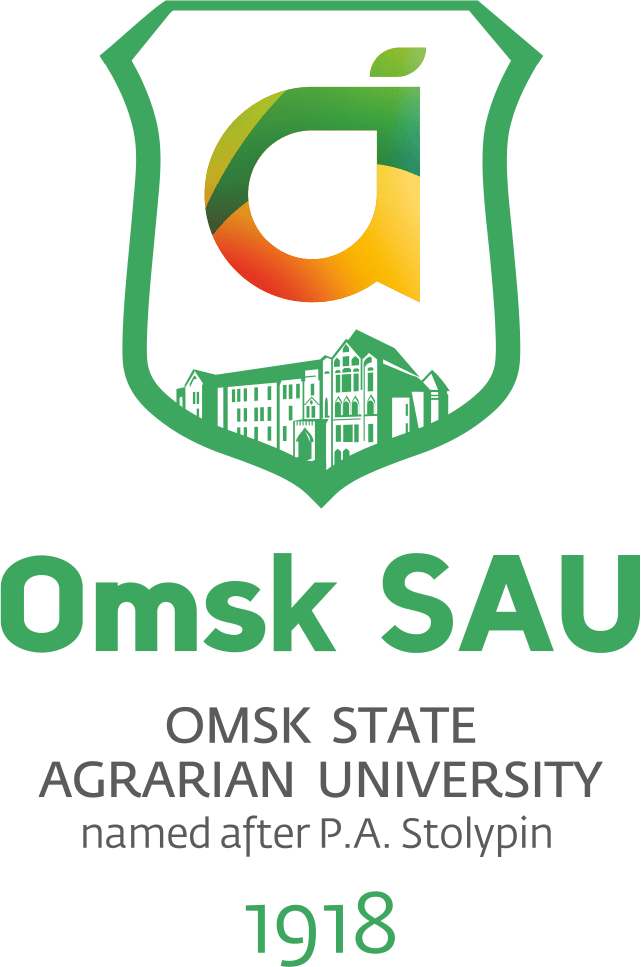 Omsk SAU
OMSK STATE
AGRARIAN UNIVERSITY
named after P.A. Stolypin
1918